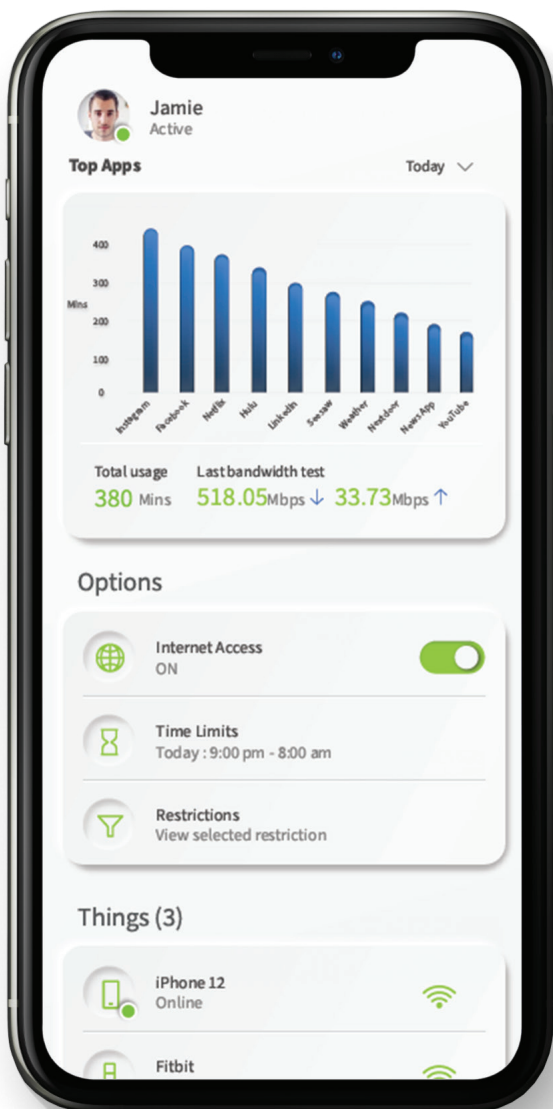 Jamie
Active
Top Apps
Today
400
300
Mins
200
100
0
Instagram
Facebook
Netflix
Hulu
LinkedIn
Seesaw
Weather
Nextdoor
News App
YouTube
Total usage
Last bandwidth test
380 Mins
518.05Mbps ↓ 33.73Mbps ↑
Options
Internet Access
ON
Time Limits
Today : 9:00 pm - 8:00 am
Restrictions
View selected restriction
Things (3)
iPhone 12
Online
Fitbit